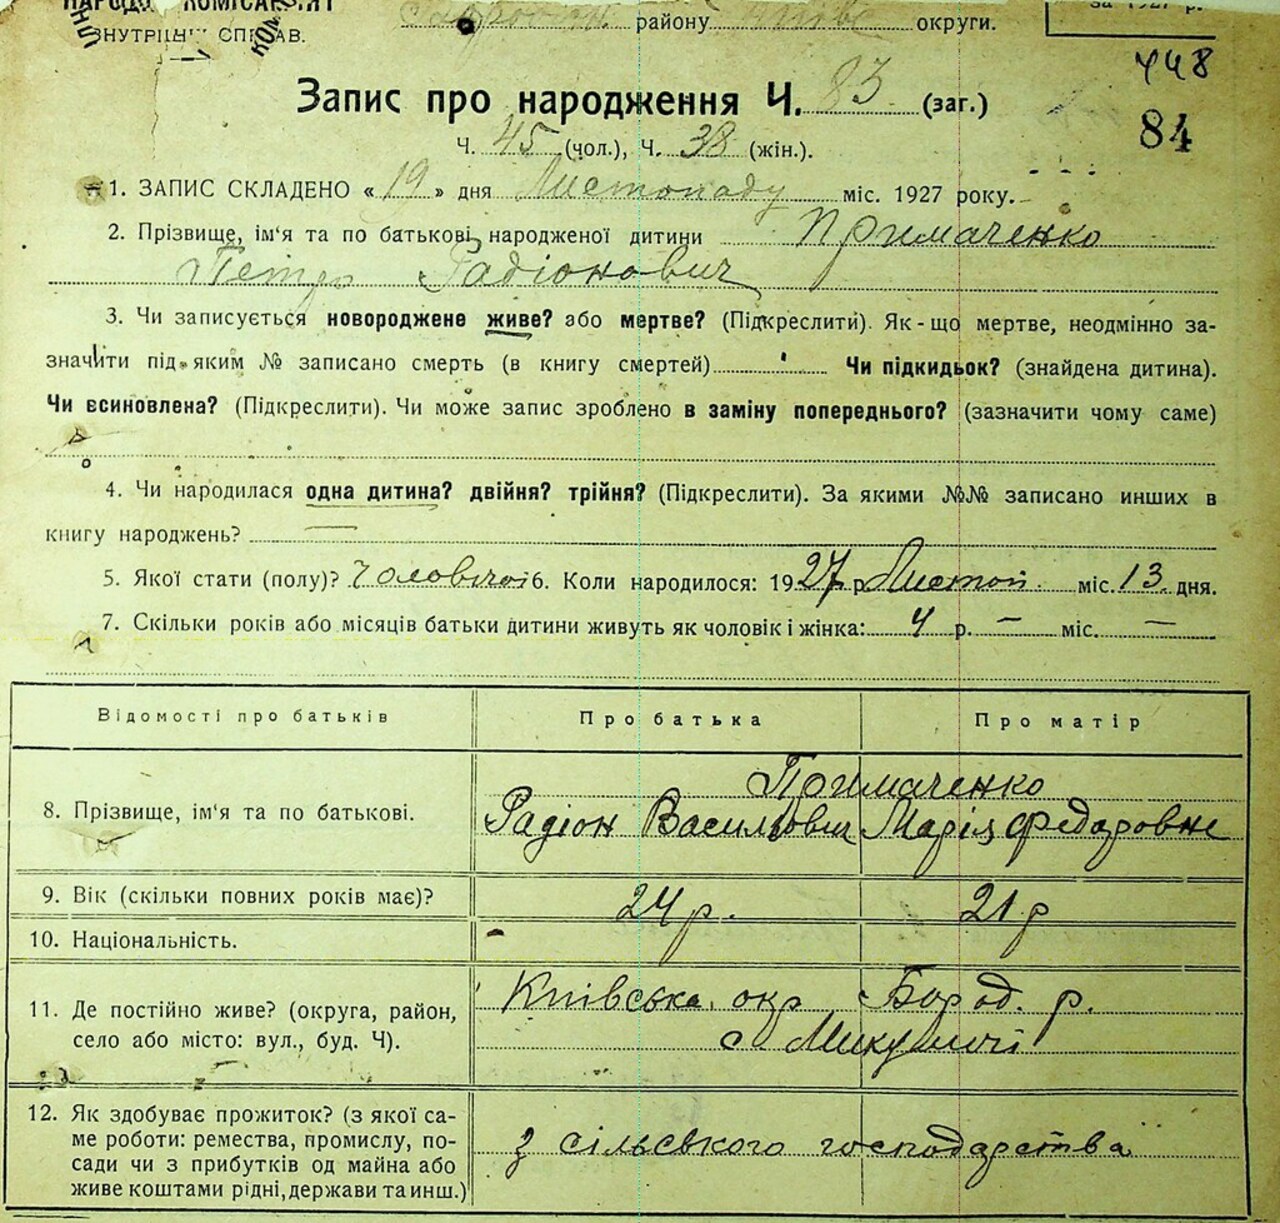 НАРОДН КОМІСАРІЯТ
ВНУТРІШН СПРАВ.
району округи.
за 1927 р.
448
84
Запис про народження Ч. 83 (заг.)
Ч. 45 (чол.), Ч. 38 (жін.).
1. ЗАПИС СКЛАДЕНО « 19 » дня Листопаду міс. 1927 року.
2. Прізвище, ім'я та по батькові народженої дитини Примаченко
Петро Радіонович
3. Чи записується новороджене живе? або мертве? (Підкреслити). Як-що мертве, неодмінно за-
значити під яким № записано смерть (в книгу смертей) Чи підкидьок? (знайдена дитина).
Чи всиновлена? (Підкреслити). Чи може запис зроблено в заміну попереднього? (зазначити чому саме)
4. Чи народилася одна дитина? двійня? трійня? (Підкреслити). За якими №№ записано инших в
книгу народжень? —
5. Якої стати (полу)? Чоловічої 6. Коли народилося: 1927 р. Листоп. міс. 13 дня.
7. Скільки років або місяців батьки дитини живуть як чоловік і жінка: 4 р. — міс. —
Відомості про батьків Про батька Про матір
Примаченко
8. Прізвище, ім'я та по батькові. Радіон Васильович Марія Федоровна
9. Вік (скільки повних років має)? 24 р. 21 р
10. Національність.
11. Де постійно живе? (округа, район, Київська окр Бород. р.
село або місто: вул., буд. Ч). с Микуличі
12. Як здобуває прожиток? (з якої са-
ме роботи: ремества, промислу, по- з сільського господарства
сади чи з прибутків од майна або
живе коштами рідні, держави та инш.)